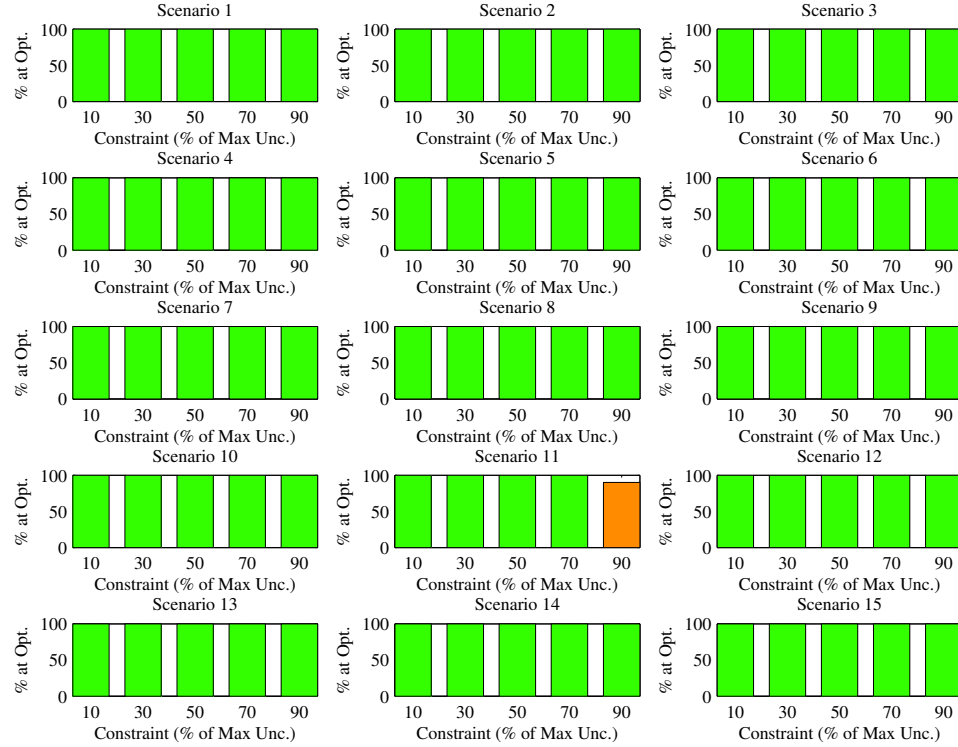 Scenario 1
100
50
0
% at Opt.
10 30 50 70 90
Constraint (% of Max Unc.)
Scenario 2
100
50
0
% at Opt.
10 30 50 70 90
Constraint (% of Max Unc.)
Scenario 3
100
50
0
% at Opt.
10 30 50 70 90
Constraint (% of Max Unc.)
Scenario 4
100
50
0
% at Opt.
10 30 50 70 90
Constraint (% of Max Unc.)
Scenario 5
100
50
0
% at Opt.
10 30 50 70 90
Constraint (% of Max Unc.)
Scenario 6
100
50
0
% at Opt.
10 30 50 70 90
Constraint (% of Max Unc.)
Scenario 7
100
50
0
% at Opt.
10 30 50 70 90
Constraint (% of Max Unc.)
Scenario 8
100
50
0
% at Opt.
10 30 50 70 90
Constraint (% of Max Unc.)
Scenario 9
100
50
0
% at Opt.
10 30 50 70 90
Constraint (% of Max Unc.)
Scenario 10
100
50
0
% at Opt.
10 30 50 70 90
Constraint (% of Max Unc.)
Scenario 11
100
50
0
% at Opt.
10 30 50 70 90
Constraint (% of Max Unc.)
Scenario 12
100
50
0
% at Opt.
10 30 50 70 90
Constraint (% of Max Unc.)
Scenario 13
100
50
0
% at Opt.
10 30 50 70 90
Constraint (% of Max Unc.)
Scenario 14
100
50
0
% at Opt.
10 30 50 70 90
Constraint (% of Max Unc.)
Scenario 15
100
50
0
% at Opt.
10 30 50 70 90
Constraint (% of Max Unc.)